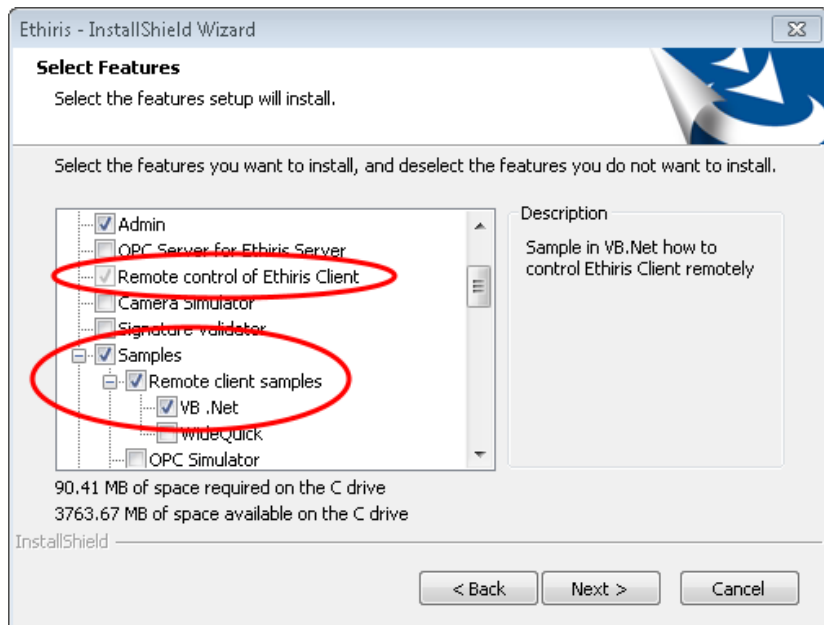 Ethiris - InstallShield Wizard
Select Features
Select the features setup will install.
Select the features you want to install, and deselect the features you do not want to install.
Admin
OPC Server for Ethiris Server
Remote control of Ethiris Client
Camera Simulator
Signature Validator
Samples
Remote client samples
VB .Net
WideQuick
OPC Simulator
Description
Sample in VB.Net how to
control Ethiris Client remotely
90.41 MB of space required on the C drive
3763.67 MB of space available on the C drive
InstallShield
< Back
Next >
Cancel